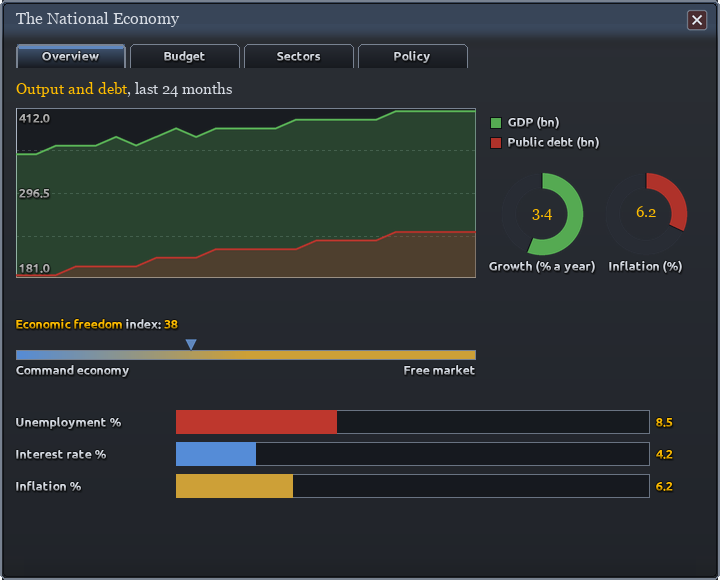 The National Economy
Overview
Budget
Sectors
Policy
Output and debt, last 24 months
412.0
296.5
181.0
GDP (bn)
Public debt (bn)
3.4
6.2
Growth (% a year)
Inflation (%)
Economic freedom index: 38
Command economy
Free market
Unemployment %
8.5
Interest rate %
4.2
Inflation %
6.2